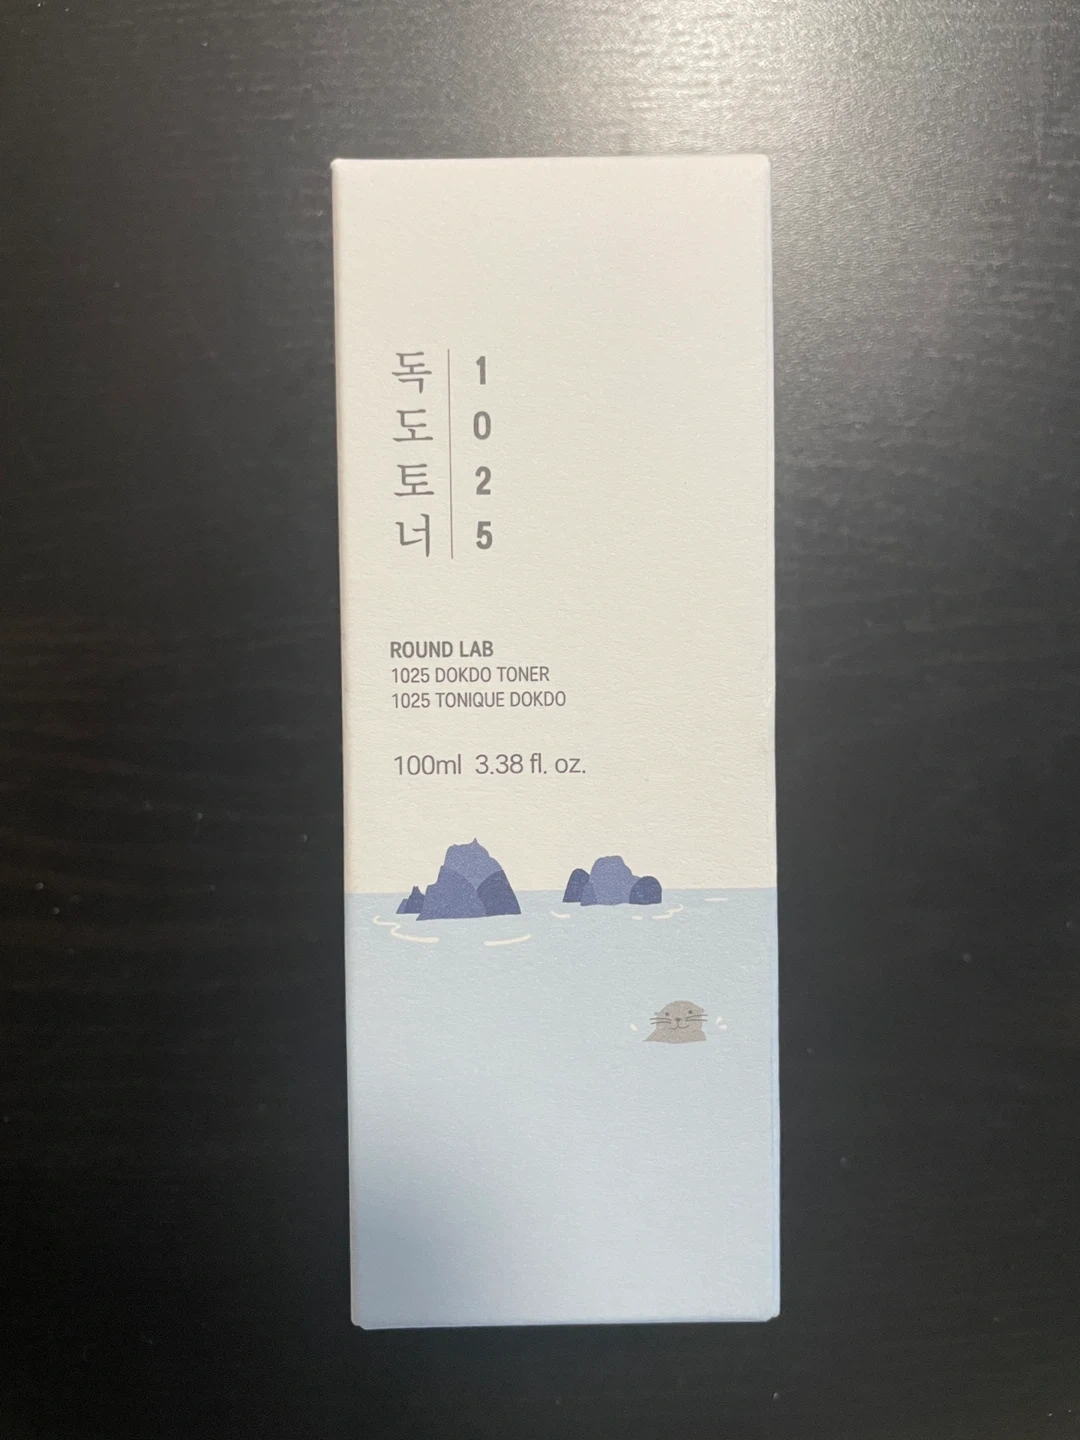 독도토너
1025
ROUND LAB
1025 DOKDO TONER
1025 TONIQUE DOKDO
100ml 3.38 fl. oz.